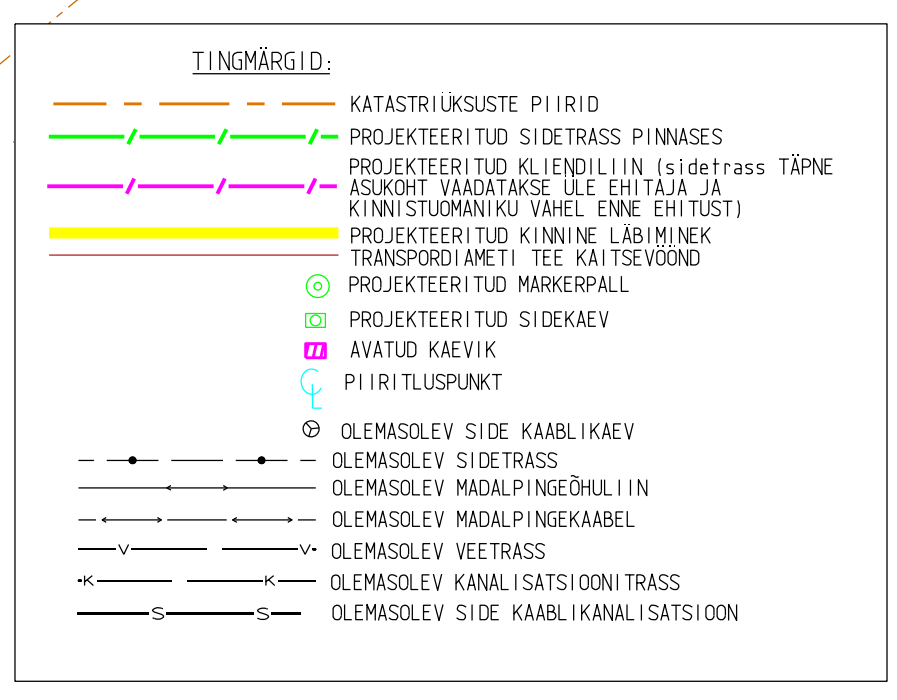 TINGMÄRGID:
KATASTRIÜKSUSTE PIIRID
PROJEKTEERITUD SIDETRASS PINNASES
PROJEKTEERITUD KLIENDILIIN (sidetrass TÄPNE
ASUKOHT VAADATAKSE ÜLE EHITAJA JA
KINNISTUOMANIKU VAHEL ENNE EHITUST)
PROJEKTEERITUD KINNINE LÄBIMINEK
TRANSPORDIAMETI TEE KAITSEVÖÖND
PROJEKTEERITUD MARKERPALL
PROJEKTEERITUD SIDEKAEV
AVATUD KAEVIK
PIIRITLUSPUNKT
OLEMASOLEV SIDE KAABLIKAEV
OLEMASOLEV SIDETRASS
OLEMASOLEV MADALPINGEÕHULIIN
OLEMASOLEV MADALPINGEKAABEL
V V OLEMASOLEV VEETRASS
K K OLEMASOLEV KANALISATSIOONITRASS
S S OLEMASOLEV SIDE KAABLIKANALISATSIOON